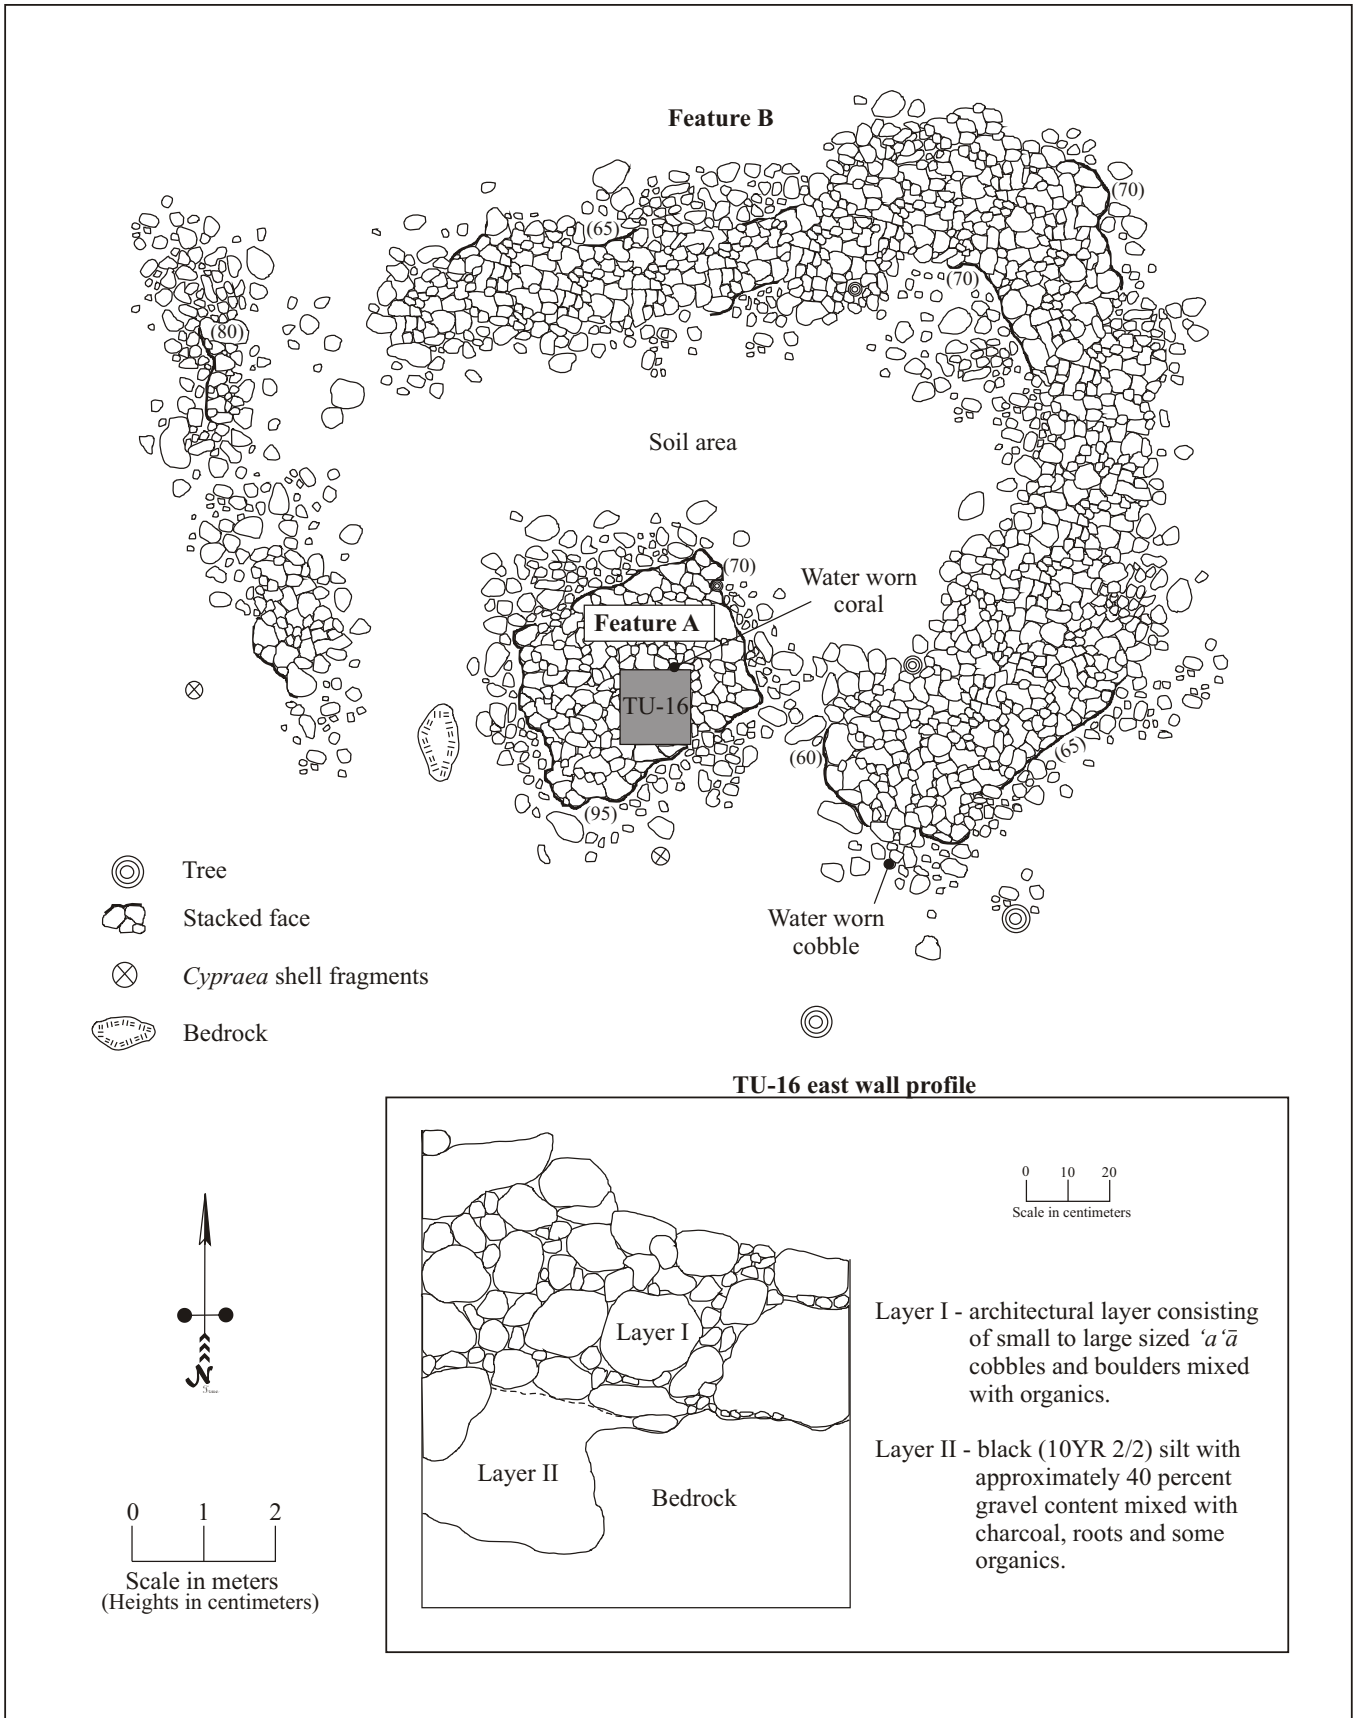 Feature B
(70)
(65)
(70)
(80)
Soil area
(70)
Water worn
coral
Feature A
TU-16
(65)
(60)
(95)
Tree
Stacked face
Water worn
cobble
Cypraea shell fragments
Bedrock
TU-16 east wall profile
0 10 20
Scale in centimeters
Layer I - architectural layer consisting
of small to large sized ʻaʻā
cobbles and boulders mixed
with organics.
Layer I
N
Layer II - black (10YR 2/2) silt with
approximately 40 percent
gravel content mixed with
charcoal, roots and some
organics.
Layer II
Bedrock
0 1 2
Scale in meters
(Heights in centimeters)